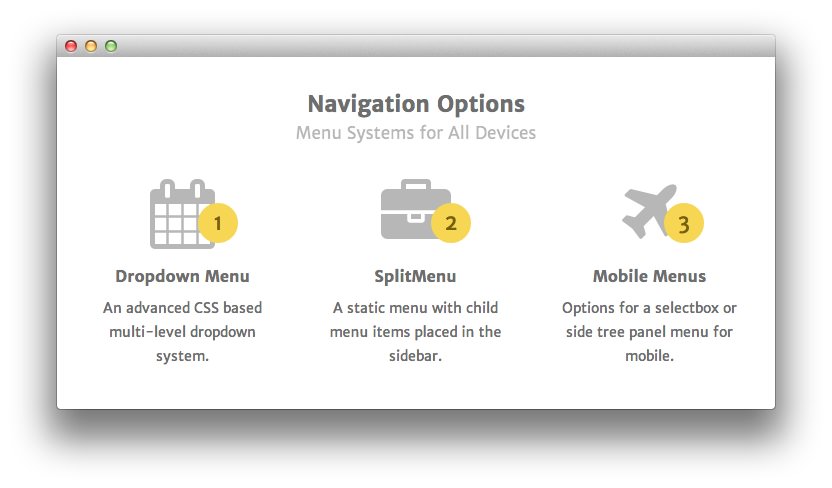 Navigation Options
Menu Systems for All Devices
1
2
3
Dropdown Menu
An advanced CSS based
multi-level dropdown
system.
SplitMenu
A static menu with child
menu items placed in the
sidebar.
Mobile Menus
Options for a selectbox or
side tree panel menu for
mobile.